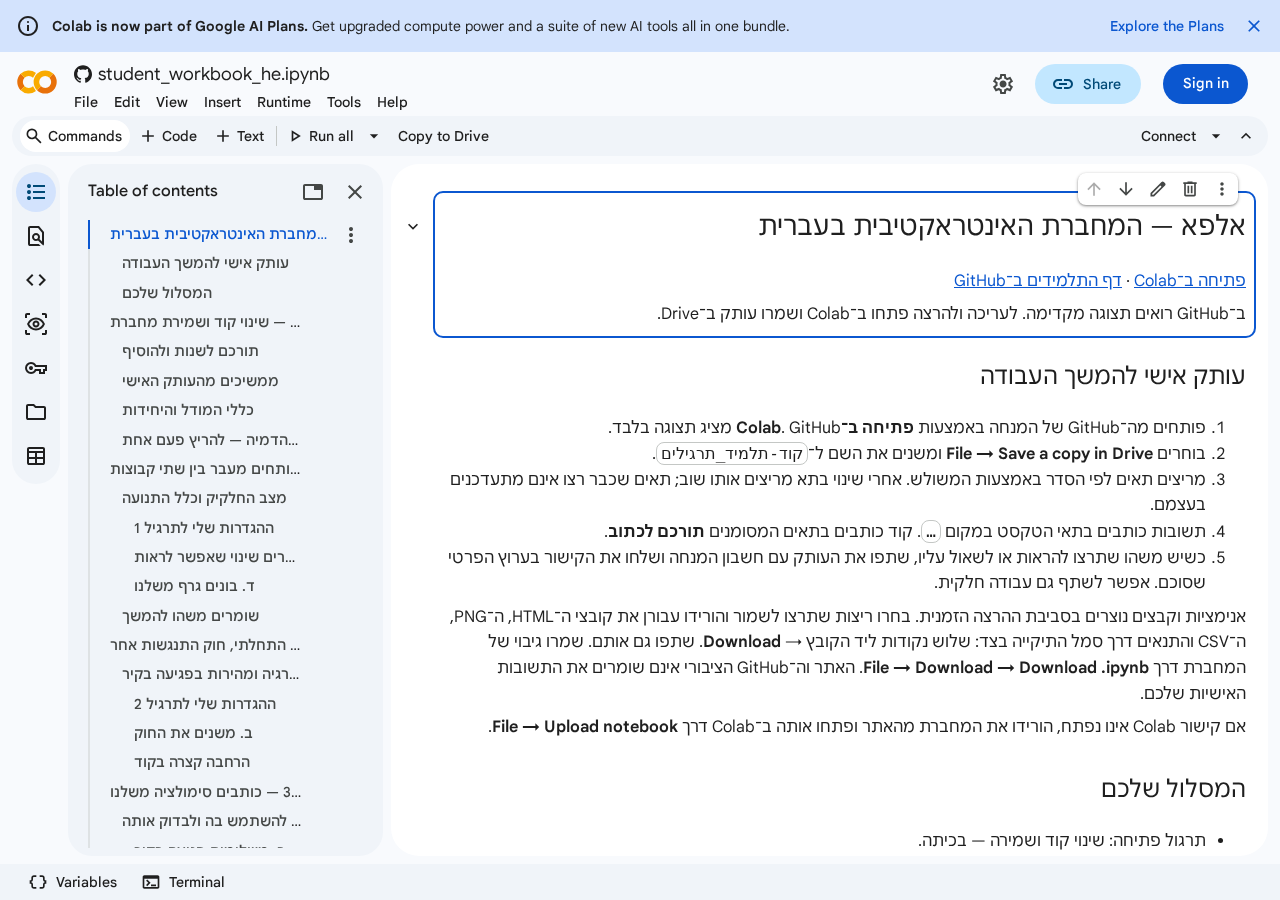 Colab is now part of Google AI Plans. Get upgraded compute power and a suite of new AI tools all in one bundle.
Explore the Plans
student_workbook_he.ipynb
File Edit View Insert Runtime Tools Help
Share
Sign in
Commands
Code
Text
Run all
Copy to Drive
Connect
Table of contents
מחברת האינטראקטיבית בעברית...
עותק אישי להמשך העבודה
המסלול שלכם
... — שינוי קוד ושמירת מחברת
תורכם לשנות ולהוסיף
ממשיכים מהעותק האישי
כללי המודל והיחידות
הדמיה — להריץ פעם אחת...
ותחים מעבר בין שתי קבוצות...
מצב החלקיק וכלל התנועה
ההגדרות שלי לתרגיל 1
רים שינוי שאפשר לראות...
ד. בונים גרף משלנו
שומרים משהו להמשך
... התחלתי, חוק התנגשות אחר
רגיה ומהירות בפגיעה בקיר...
ההגדרות שלי לתרגיל 2
ב. משנים את החוק
הרחבה קצרה בקוד
3 — כותבים סימולציה משלנו...
... להשתמש בה ולבדוק אותה
אלפא — המחברת האינטראקטיבית בעברית
פתיחה ב־Colab · דף התלמידים ב־GitHub
ב־GitHub רואים תצוגה מקדימה. לעריכה ולהרצה פתחו ב־Colab ושמרו עותק ב־Drive.
עותק אישי להמשך העבודה
1. פותחים מה־GitHub של המנחה באמצעות פתיחה ב־Colab. GitHub מציג תצוגה בלבד.
2. בוחרים File → Save a copy in Drive ומשנים את השם ל־קוד-תלמיד_תרגילים.
3. מריצים תאים לפי הסדר באמצעות המשולש. אחרי שינוי בתא מריצים אותו שוב; תאים שכבר רצו אינם מתעדכנים
בעצמם.
4. תשובות כותבים בתאי הטקסט במקום …. קוד כותבים בתאים המסומנים תורכם לכתוב.
5. כשיש משהו שתרצו להראות או לשאול עליו, שתפו את העותק עם חשבון המנחה ושלחו את הקישור בערוץ הפרטי
שסוכם. אפשר לשתף גם עבודה חלקית.
אנימציות וקבצים נוצרים בסביבת ההרצה הזמנית. בחרו ריצות שתרצו לשמור והורידו עבורן את קובצי ה־HTML, ה־PNG,
ה־CSV והתנאים דרך סמל התיקייה בצד: שלוש נקודות ליד הקובץ → Download. שתפו גם אותם. שמרו גיבוי של
המחברת דרך File → Download → Download .ipynb. האתר וה־GitHub הציבורי אינם שומרים את התשובות
האישיות שלכם.
אם קישור Colab אינו נפתח, הורידו את המחברת מהאתר ופתחו אותה ב־Colab דרך File → Upload notebook.
המסלול שלכם
• תרגול פתיחה: שינוי קוד ושמירה — בכיתה.
Variables
Terminal